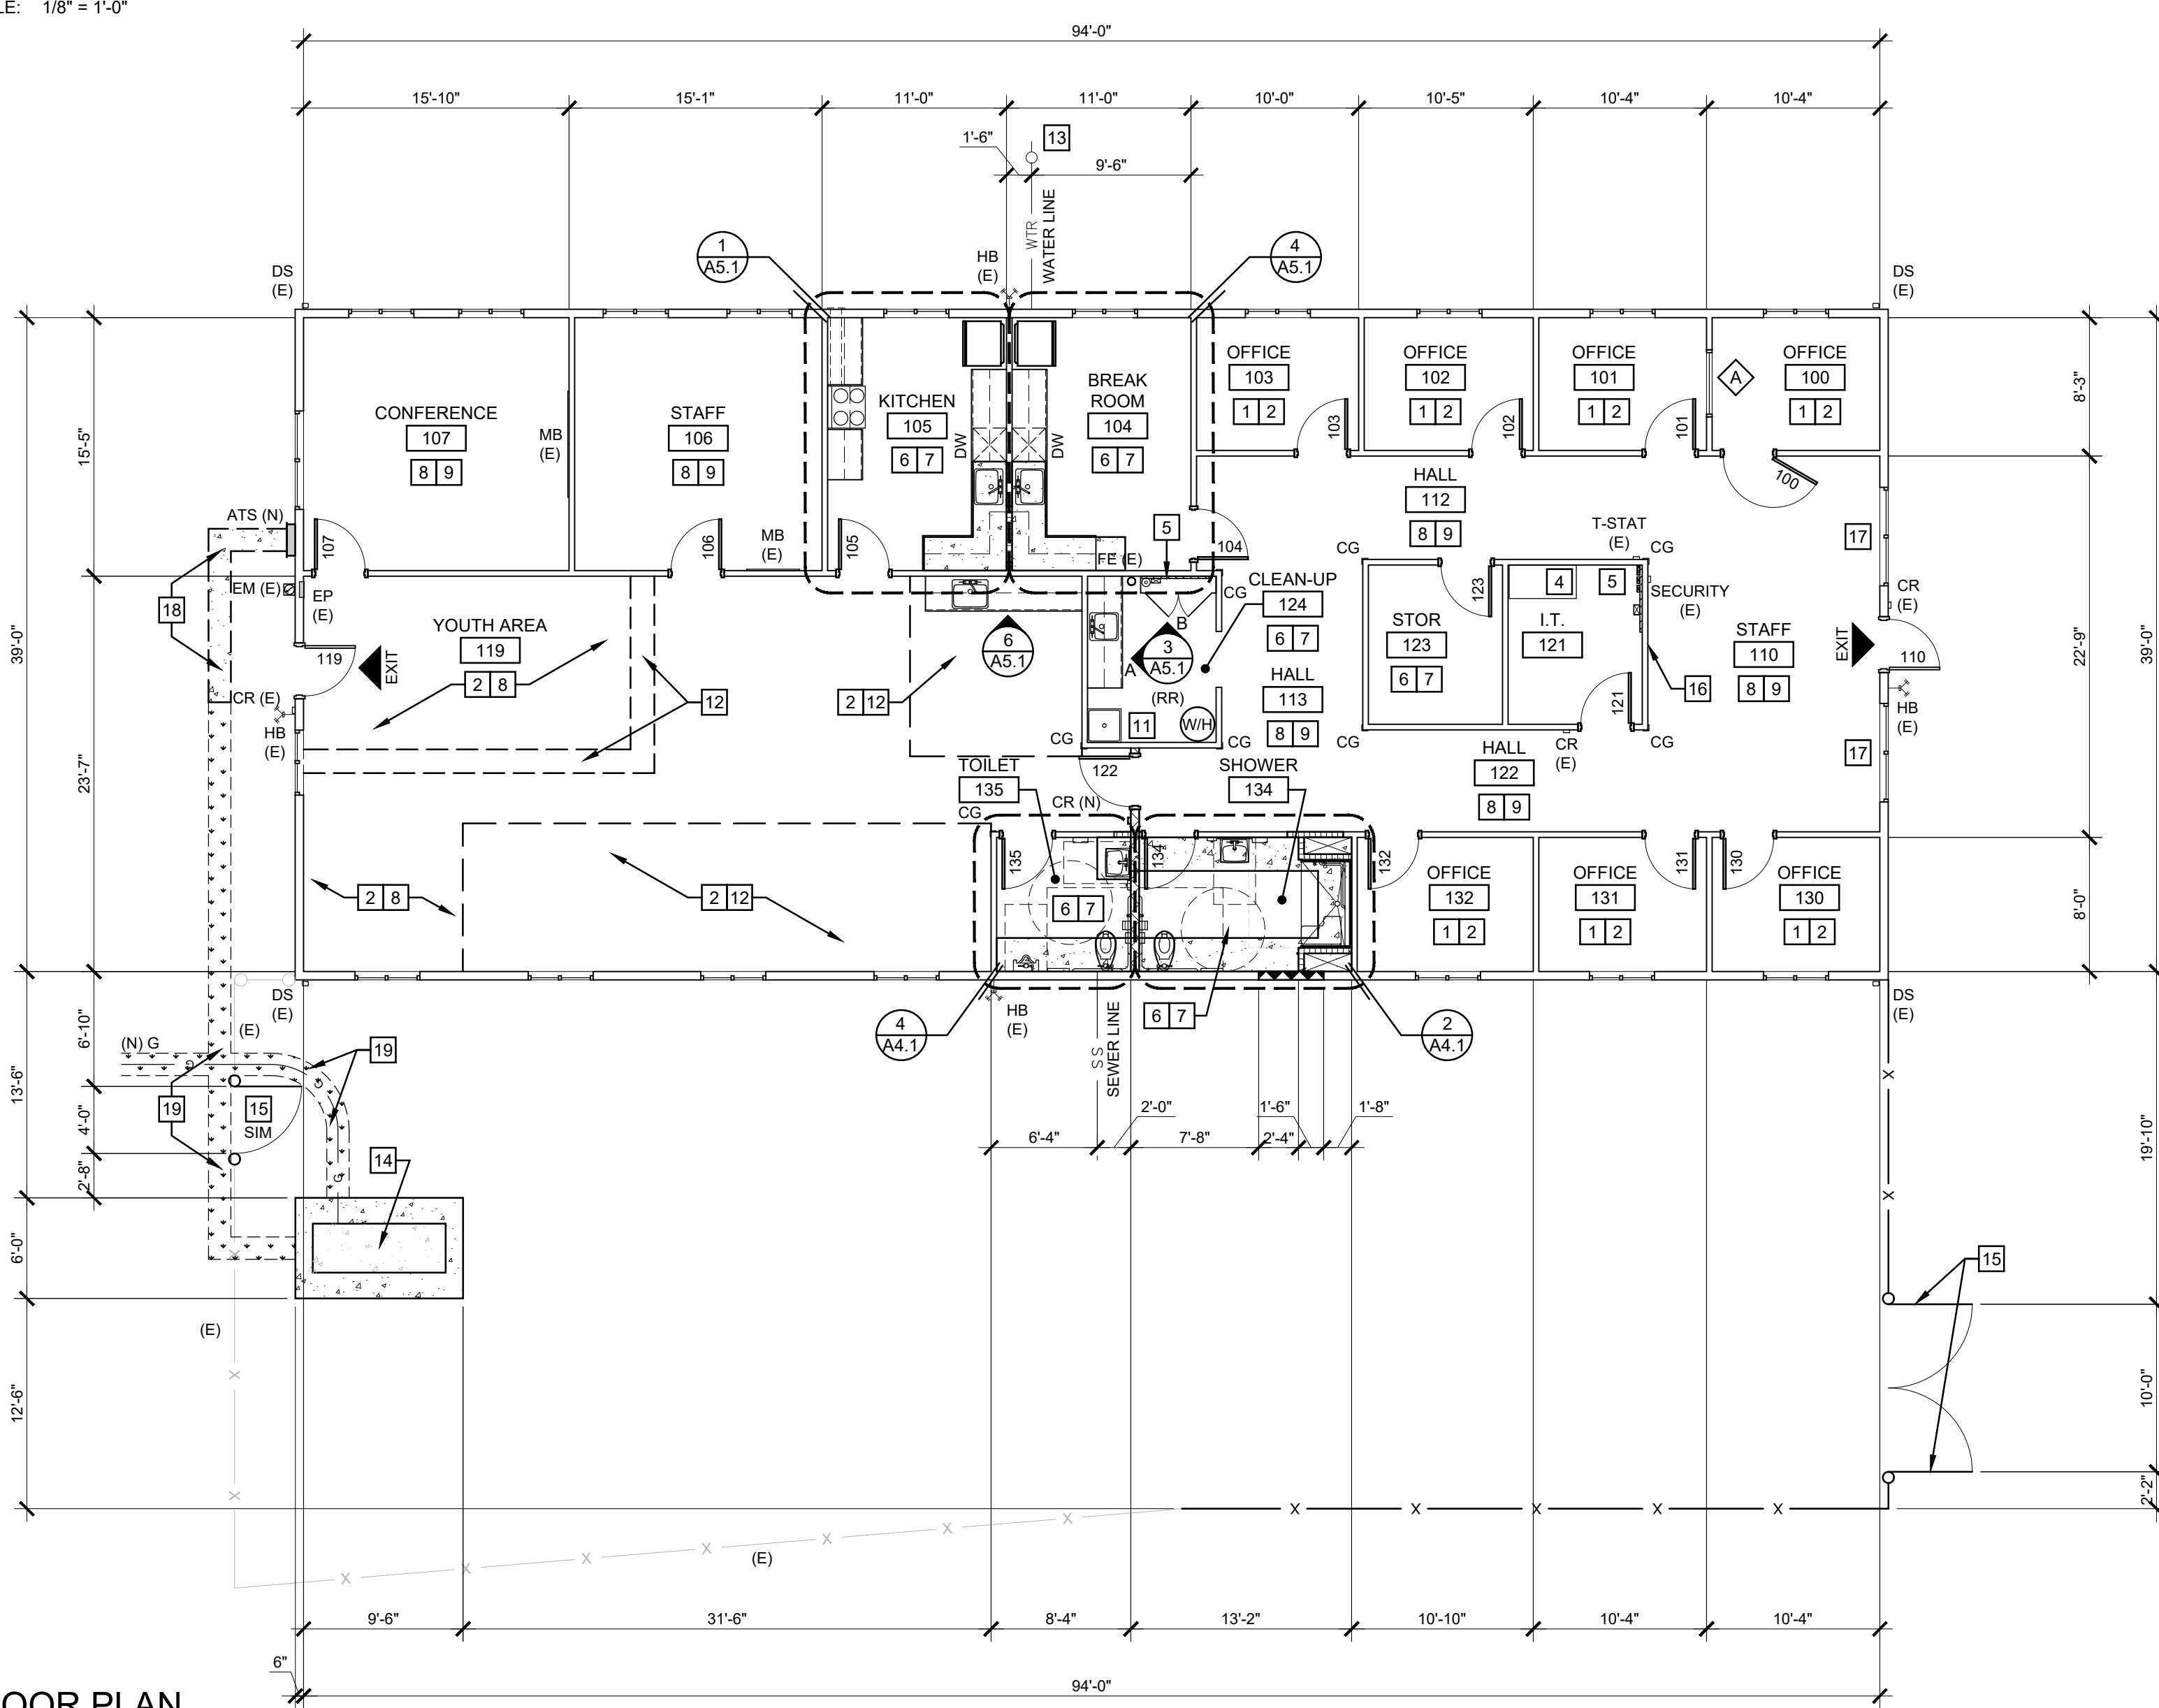 LE: 1/8" = 1'-0"
94'-0"
15'-10" 15'-1" 11'-0" 11'-0" 10'-0" 10'-5" 10'-4" 10'-4"
1'-6" 13
9'-6"
WTR
WATER LINE
1
A5.1
4
A5.1
HB
(E)
DS
(E)
DS
(E)
39'-0"
15'-5"
23'-7"
8'-3"
22'-9"
8'-0"
39'-0"
CONFERENCE
107
8 9
MB
(E)
STAFF
106
8 9
MB
(E)
KITCHEN
105
6 7
DW
BREAK
ROOM
104
6 7
DW
OFFICE
103
1 2
OFFICE
102
1 2
OFFICE
101
1 2
A
OFFICE
100
1 2
103
102
101
100
107
106
105
104
FE (E)
5
HALL
112
8 9
T-STAT
(E)
CG
CG
17
ATS (N)
EM (E)
EP
(E)
18
CR (E)
HB
(E)
119
EXIT
YOUTH AREA
119
2 8
12
2 12
6
A5.1
3
A5.1
A
B
(RR)
11
W/H
CG
CLEAN-UP
124
6 7
HALL
113
8 9
CG
CG
CG
STOR
123
6 7
123
4
5
I.T.
121
121
SECURITY
(E)
16
CG
CR
(E)
STAFF
110
8 9
EXIT
110
CR
(E)
HB
(E)
17
HALL
122
8 9
122
TOILET
135
CG
CR (N)
SHOWER
134
135
134
132
131
130
6 7
2 8
2 12
OFFICE
132
1 2
OFFICE
131
1 2
OFFICE
130
1 2
DS
(E)
DS
(E)
HB
(E)
4
A4.1
SS
SEWER LINE
6 7
2
A4.1
(E)
(N) G
G
G
G
19
19
15
SIM
14
6'-10"
4'-0"
2'-8"
13'-6"
6'-0"
12'-6"
6'-4" 2'-0" 7'-8" 1'-6" 2'-4" 1'-8"
19'-10"
10'-0"
2'-2"
15
X
X
X
X
X
(E)
X X X X X X X
(E)
X X X X X
9'-6" 31'-6" 8'-4" 13'-2" 10'-10" 10'-4" 10'-4"
6"
94'-0"
OOR PLAN